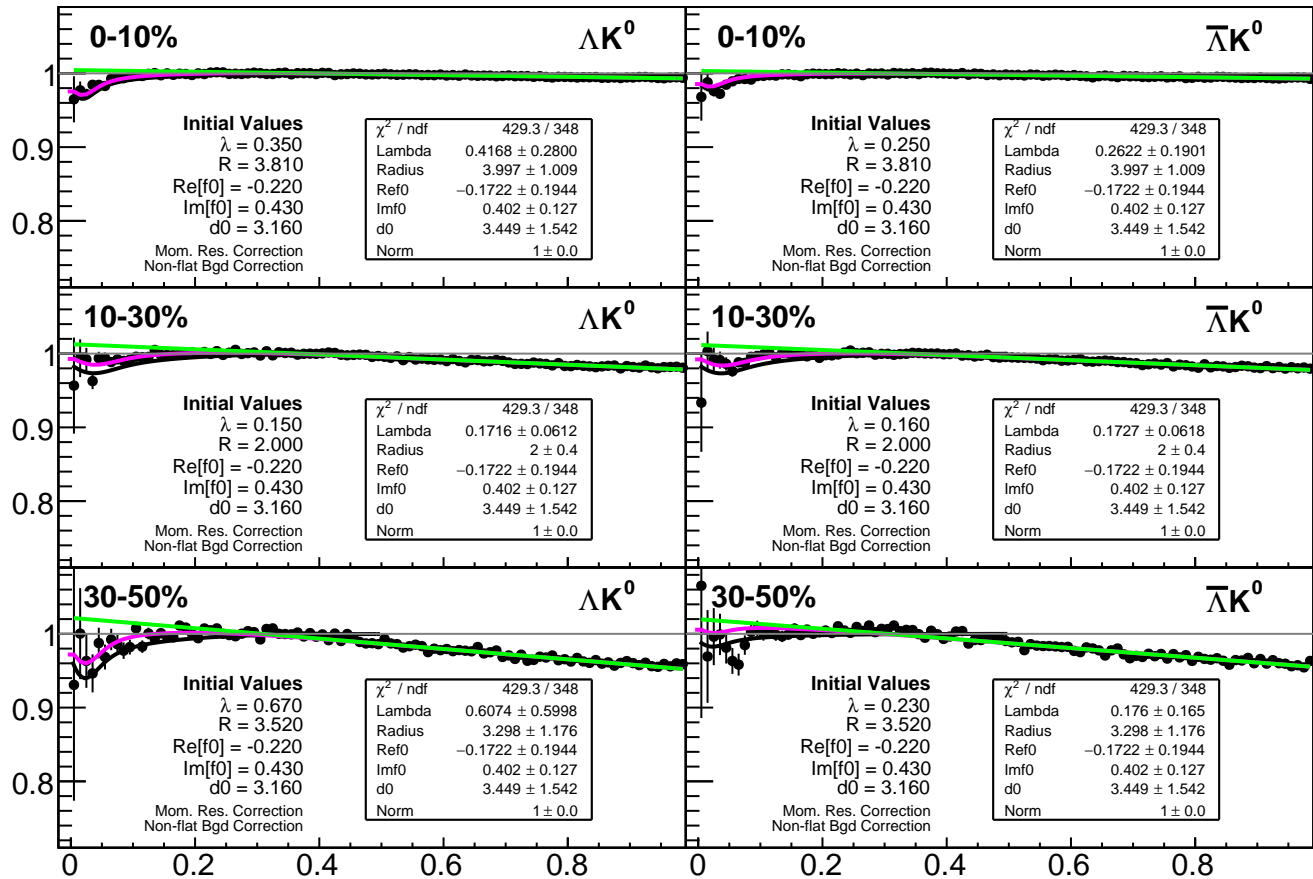 0-10% ΛK⁰
Initial Values
λ = 0.350
R = 3.810
Re[f0] = -0.220
Im[f0] = 0.430
d0 = 3.160
Mom. Res. Correction
Non-flat Bgd Correction
χ² / ndf 429.3 / 348
Lambda 0.4168 ± 0.2800
Radius 3.997 ± 1.009
Ref0 −0.1722 ± 0.1944
Imf0 0.402 ± 0.127
d0 3.449 ± 1.542
Norm 1 ± 0.0
1
0.9
0.8
0-10% Λ̅K⁰
Initial Values
λ = 0.250
R = 3.810
Re[f0] = -0.220
Im[f0] = 0.430
d0 = 3.160
Mom. Res. Correction
Non-flat Bgd Correction
χ² / ndf 429.3 / 348
Lambda 0.2622 ± 0.1901
Radius 3.997 ± 1.009
Ref0 −0.1722 ± 0.1944
Imf0 0.402 ± 0.127
d0 3.449 ± 1.542
Norm 1 ± 0.0
10-30% ΛK⁰
Initial Values
λ = 0.150
R = 2.000
Re[f0] = -0.220
Im[f0] = 0.430
d0 = 3.160
Mom. Res. Correction
Non-flat Bgd Correction
χ² / ndf 429.3 / 348
Lambda 0.1716 ± 0.0612
Radius 2 ± 0.4
Ref0 −0.1722 ± 0.1944
Imf0 0.402 ± 0.127
d0 3.449 ± 1.542
Norm 1 ± 0.0
1
0.9
0.8
10-30% Λ̅K⁰
Initial Values
λ = 0.160
R = 2.000
Re[f0] = -0.220
Im[f0] = 0.430
d0 = 3.160
Mom. Res. Correction
Non-flat Bgd Correction
χ² / ndf 429.3 / 348
Lambda 0.1727 ± 0.0618
Radius 2 ± 0.4
Ref0 −0.1722 ± 0.1944
Imf0 0.402 ± 0.127
d0 3.449 ± 1.542
Norm 1 ± 0.0
30-50% ΛK⁰
Initial Values
λ = 0.670
R = 3.520
Re[f0] = -0.220
Im[f0] = 0.430
d0 = 3.160
Mom. Res. Correction
Non-flat Bgd Correction
χ² / ndf 429.3 / 348
Lambda 0.6074 ± 0.5998
Radius 3.298 ± 1.176
Ref0 −0.1722 ± 0.1944
Imf0 0.402 ± 0.127
d0 3.449 ± 1.542
Norm 1 ± 0.0
1
0.9
0.8
30-50% Λ̅K⁰
Initial Values
λ = 0.230
R = 3.520
Re[f0] = -0.220
Im[f0] = 0.430
d0 = 3.160
Mom. Res. Correction
Non-flat Bgd Correction
χ² / ndf 429.3 / 348
Lambda 0.176 ± 0.165
Radius 3.298 ± 1.176
Ref0 −0.1722 ± 0.1944
Imf0 0.402 ± 0.127
d0 3.449 ± 1.542
Norm 1 ± 0.0
0 0.2 0.4 0.6 0.8 0 0.2 0.4 0.6 0.8